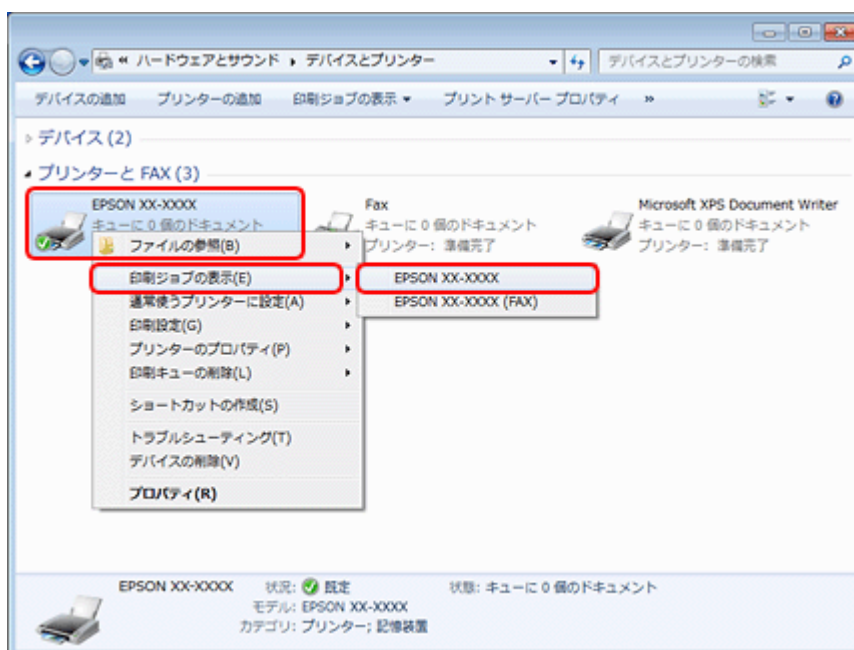 « ハードウェアとサウンド ▸ デバイスとプリンター
デバイスとプリンターの検索
デバイスの追加 プリンターの追加 印刷ジョブの表示 ▼ プリント サーバー プロパティ »
デバイス (2)
プリンターと FAX (3)
EPSON XX-XXXX
キューに 0 個のドキュメント
Fax
キューに 0 個のドキュメント
プリンター: 準備完了
Microsoft XPS Document Writer
キューに 0 個のドキュメント
プリンター: 準備完了
ファイルの参照(B)
印刷ジョブの表示(E)
通常使うプリンターに設定(A)
印刷設定(G)
プリンターのプロパティ(P)
印刷キューの削除(L)
ショートカットの作成(S)
トラブルシューティング(T)
デバイスの削除(V)
プロパティ(R)
EPSON XX-XXXX
EPSON XX-XXXX (FAX)
EPSON XX-XXXX 状況: 既定 状態: キューに 0 個のドキュメント
モデル: EPSON XX-XXXX
カテゴリ: プリンター; 記憶装置